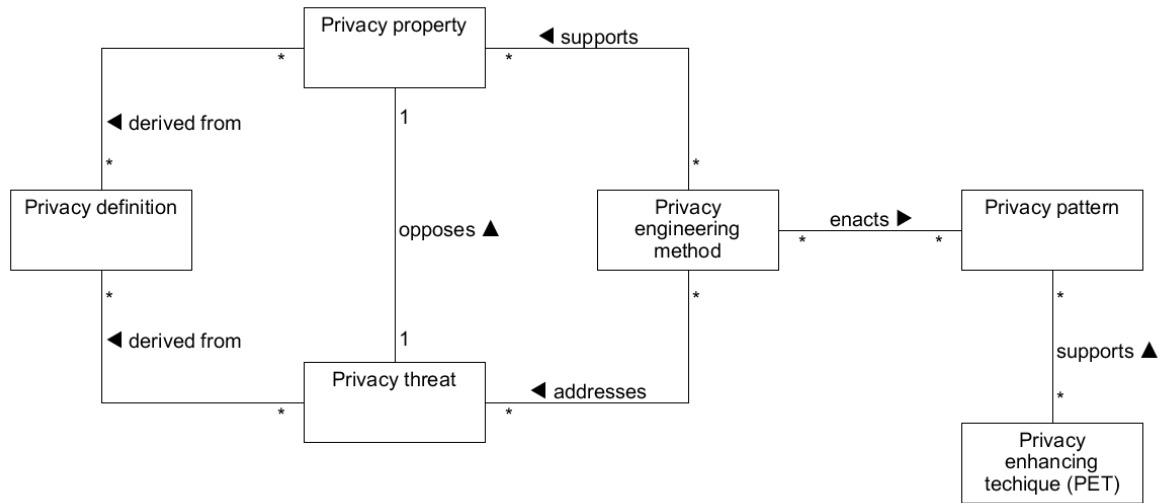 Privacy property
◄ supports
*
*
◄ derived from
1
*
*
Privacy definition
Privacy
engineering
method
Privacy pattern
opposes ▲
enacts ►
*
*
*
*
*
*
◄ derived from
1
supports ▲
Privacy threat
◄ addresses
*
*
*
Privacy
enhancing
techique (PET)